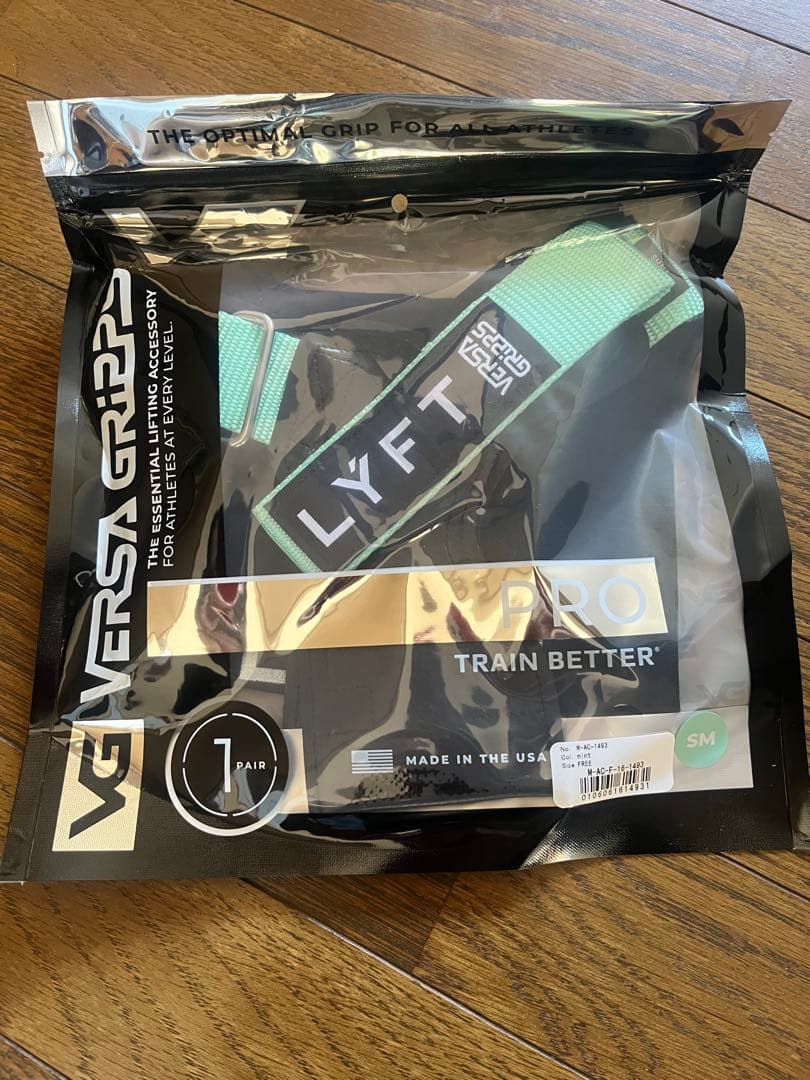 THE OPTIMAL GRIP FOR ALL ATHLETES
VERSA GRiPPS
THE ESSENTIAL LIFTING ACCESSORY
FOR ATHLETES AT EVERY LEVEL.
VERSA
GRiPPS
LÝFT
PRO
TRAIN BETTER®
VG
1 PAIR
MADE IN THE USA
No. M-AC-1493
Col. mint
Size FREE
M-AC-F-16-1493
0106061614931
SM